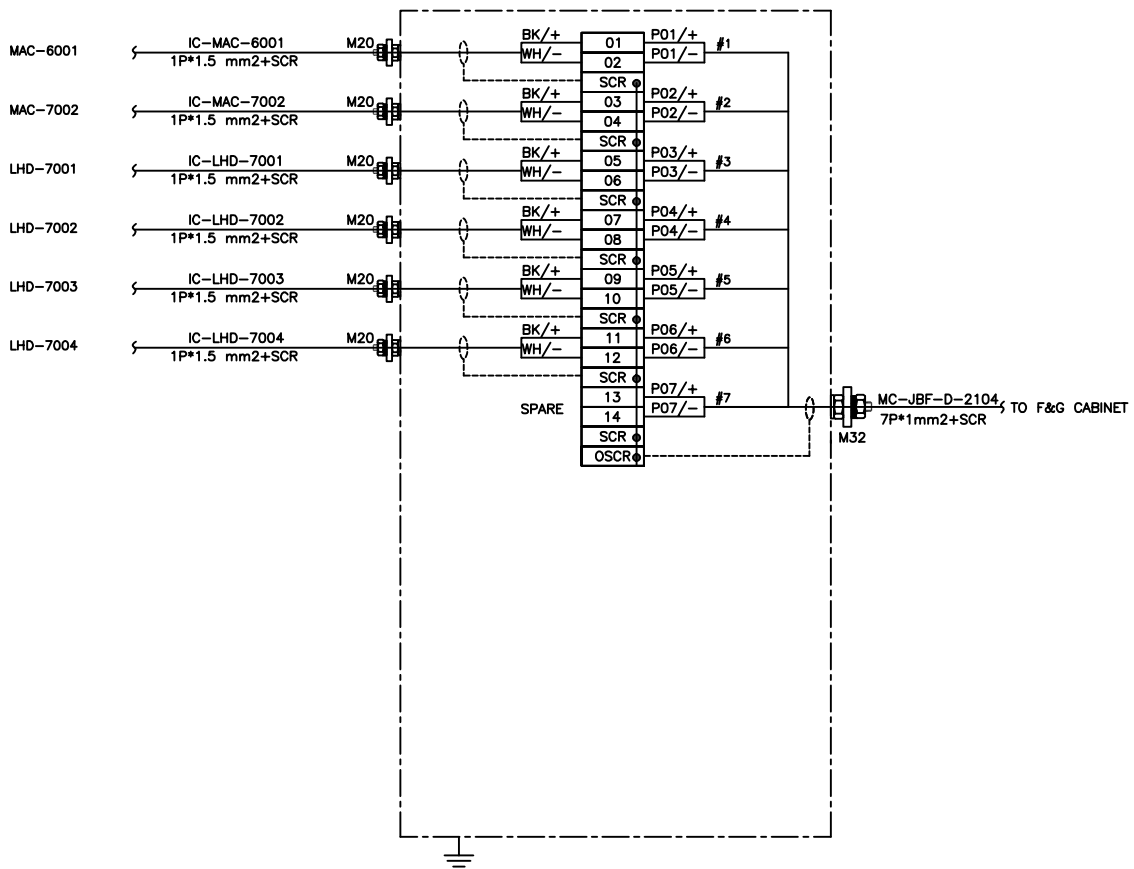 MAC-6001 IC-MAC-6001 M20 BK/+ 01 P01/+ #1
1P*1.5 mm2+SCR WH/- 02 P01/-
SCR
MAC-7002 IC-MAC-7002 M20 BK/+ 03 P02/+ #2
1P*1.5 mm2+SCR WH/- 04 P02/-
SCR
LHD-7001 IC-LHD-7001 M20 BK/+ 05 P03/+ #3
1P*1.5 mm2+SCR WH/- 06 P03/-
SCR
LHD-7002 IC-LHD-7002 M20 BK/+ 07 P04/+ #4
1P*1.5 mm2+SCR WH/- 08 P04/-
SCR
LHD-7003 IC-LHD-7003 M20 BK/+ 09 P05/+ #5
1P*1.5 mm2+SCR WH/- 10 P05/-
SCR
LHD-7004 IC-LHD-7004 M20 BK/+ 11 P06/+ #6
1P*1.5 mm2+SCR WH/- 12 P06/-
SCR
SPARE 13 P07/+ #7
14 P07/-
SCR
OSCR
MC-JBF-D-2104 TO F&G CABINET
7P*1mm2+SCR
M32